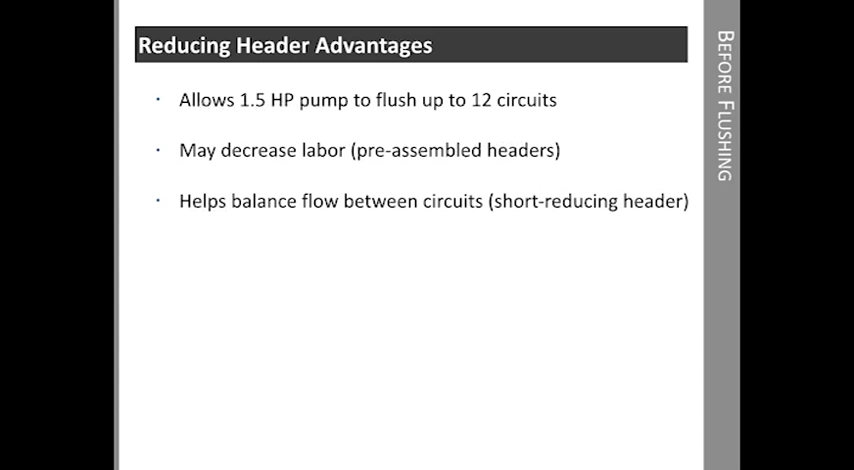 Reducing Header Advantages
· Allows 1.5 HP pump to flush up to 12 circuits
· May decrease labor (pre-assembled headers)
· Helps balance flow between circuits (short-reducing header)
BEFORE FLUSHING